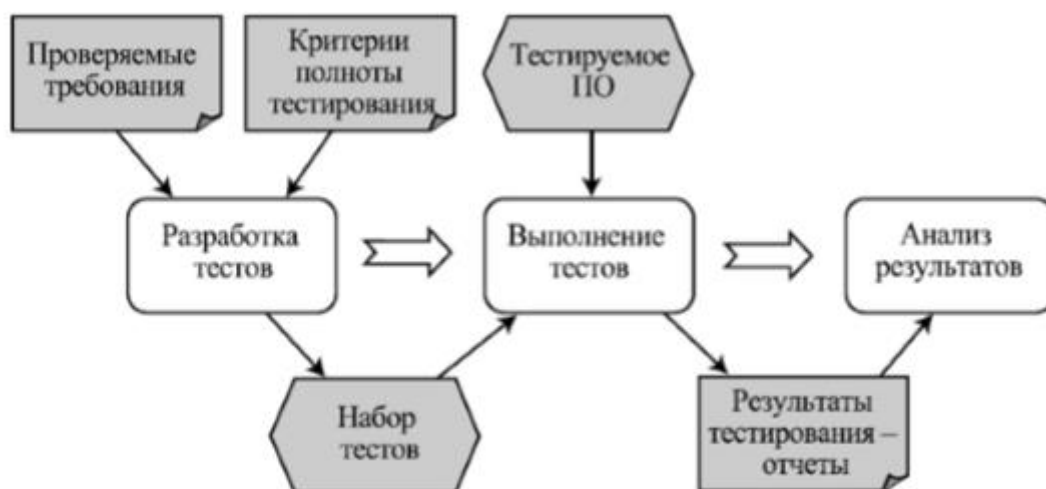 Проверяемые
требования
Критерии
полноты
тестирования
Тестируемое
ПО
Разработка
тестов
Выполнение
тестов
Анализ
результатов
Набор
тестов
Результаты
тестирования –
отчеты